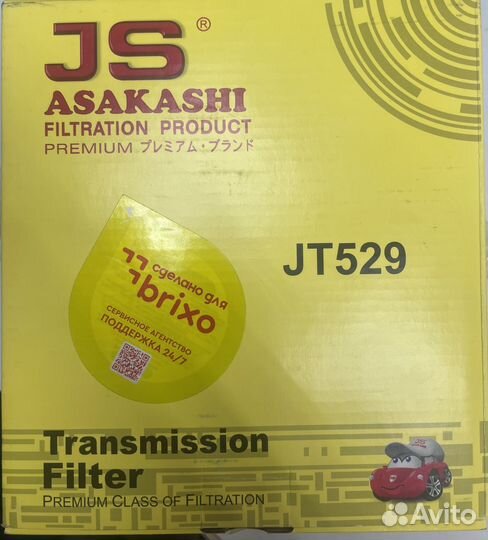 JS®
ASAKASHI
FILTRATION PRODUCT
PREMIUM プレミアム・ブランド
JT529
сделано для
brixo
СЕРВИСНОЕ АГЕНТСТВО
ПОДДЕРЖКА 24/7
Transmission
Filter
PREMIUM CLASS OF FILTRATION
JS
Avito